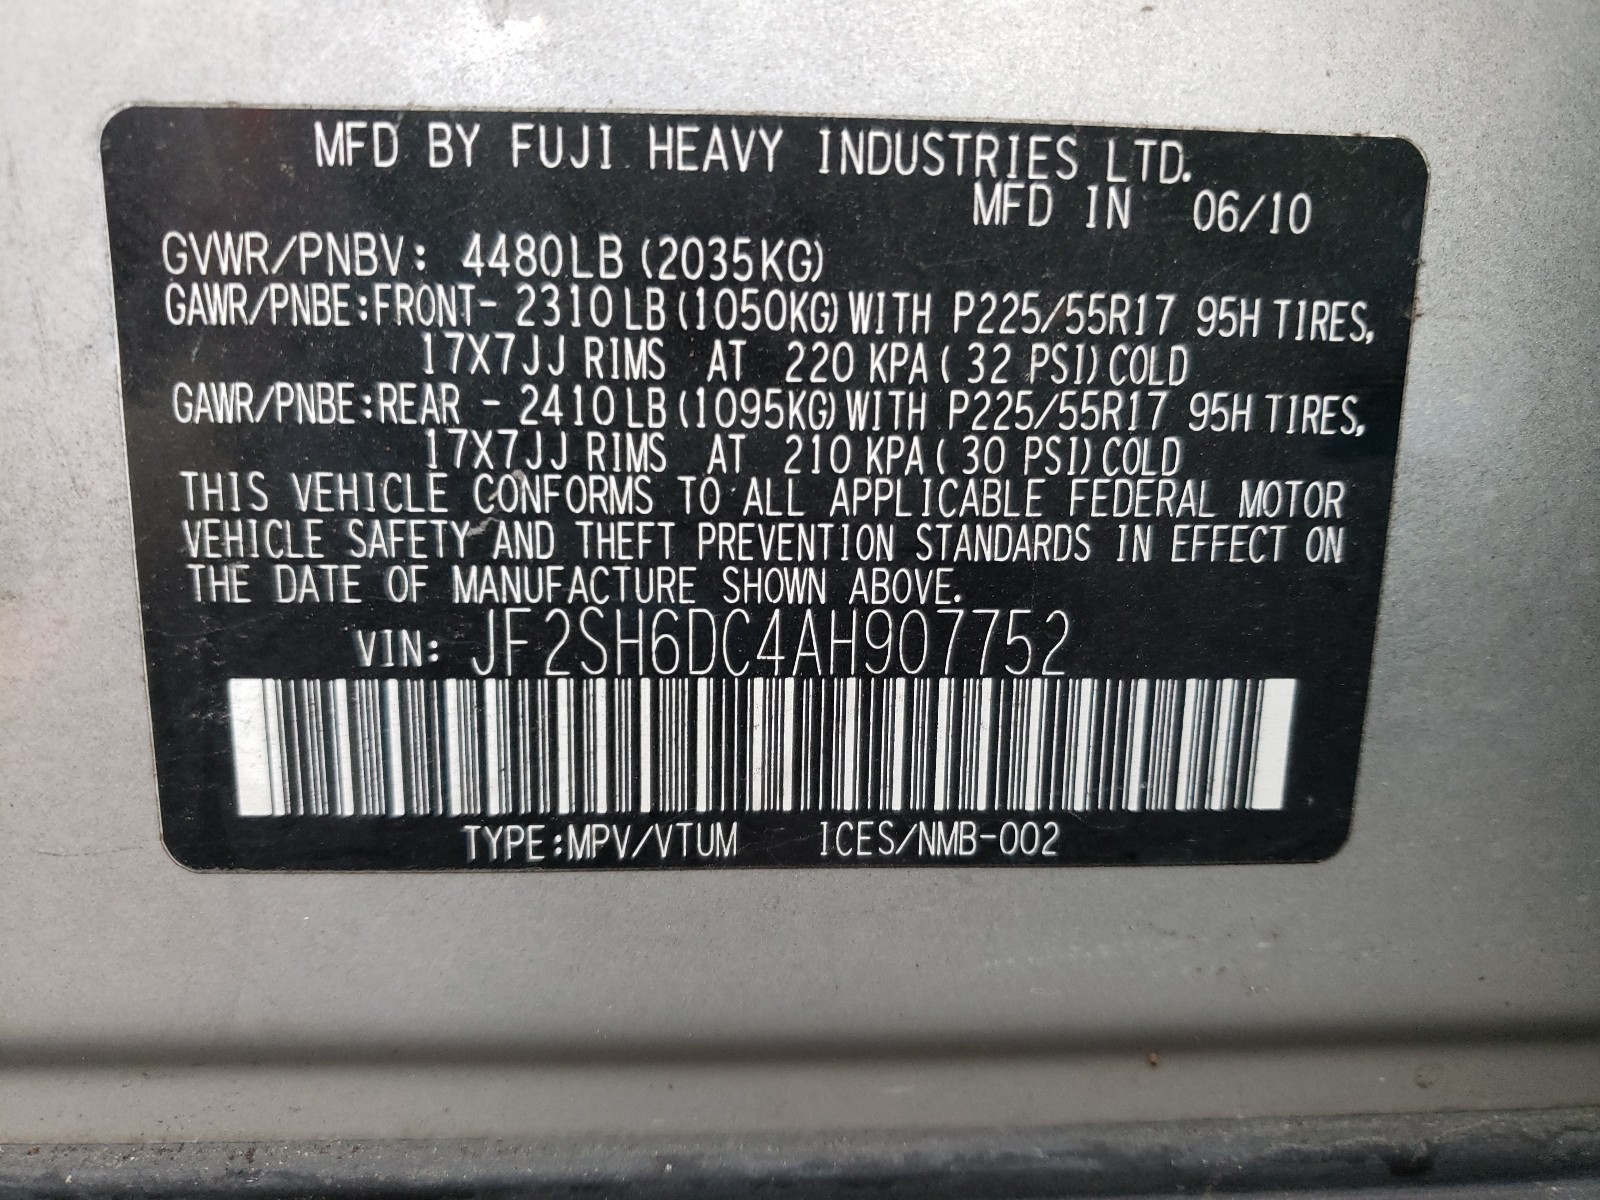 MFD BY FUJI HEAVY INDUSTRIES LTD.
MFD IN 06/10
GVWR/PNBV: 4480LB (2035KG)
GAWR/PNBE:FRONT- 2310LB (1050KG) WITH P225/55R17 95H TIRES,
17X7JJ RIMS AT 220 KPA ( 32 PSI) COLD
GAWR/PNBE:REAR - 2410LB (1095KG) WITH P225/55R17 95H TIRES,
17X7JJ RIMS AT 210 KPA ( 30 PSI) COLD
THIS VEHICLE CONFORMS TO ALL APPLICABLE FEDERAL MOTOR
VEHICLE SAFETY AND THEFT PREVENTION STANDARDS IN EFFECT ON
THE DATE OF MANUFACTURE SHOWN ABOVE.
VIN: JF2SH6DC4AH907752
TYPE:MPV/VTUM ICES/NMB-002